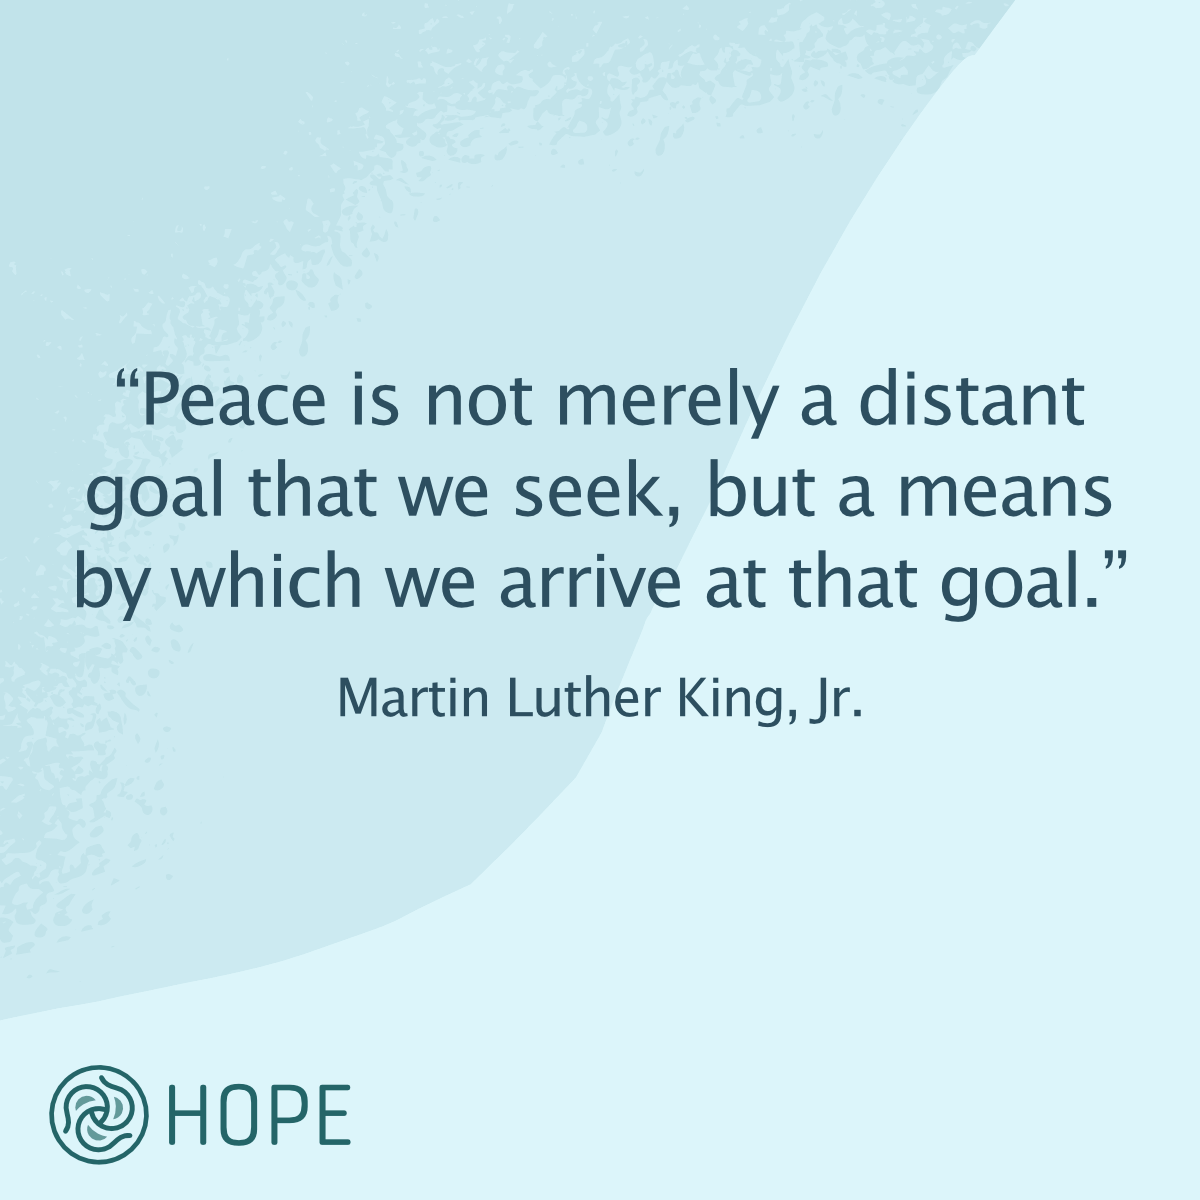 “Peace is not merely a distant
goal that we seek, but a means
by which we arrive at that goal.”
Martin Luther King, Jr.
HOPE